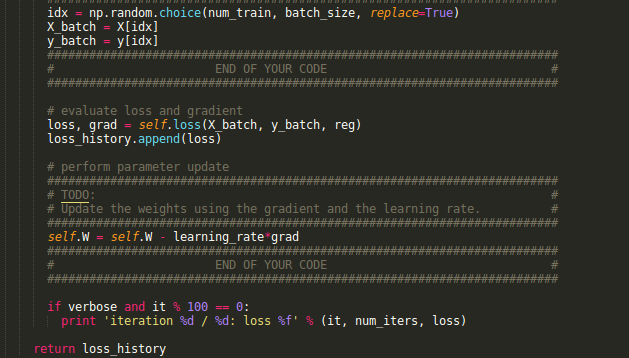 idx = np.random.choice(num_train, batch_size, replace=True)
X_batch = X[idx]
y_batch = y[idx]
#########################################################################
#                       END OF YOUR CODE                                #
#########################################################################
# evaluate loss and gradient
loss, grad = self.loss(X_batch, y_batch, reg)
loss_history.append(loss)
# perform parameter update
#########################################################################
# TODO:                                                                 #
# Update the weights using the gradient and the learning rate.          #
#########################################################################
self.W = self.W - learning_rate*grad
#########################################################################
#                       END OF YOUR CODE                                #
#########################################################################
if verbose and it % 100 == 0:
print 'iteration %d / %d: loss %f' % (it, num_iters, loss)
return loss_history